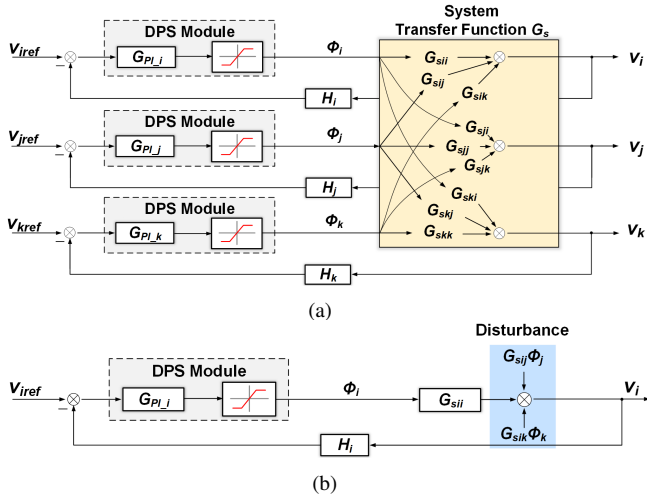 System
Transfer Function Gs
DPS Module
Viref
GPI_i
Φi
Gsii
Vi
−
Gsij
Gsik
Hi
DPS Module
Vjref
GPI_j
Φj
Gsji
Gsjj
Vj
−
Gsjk
Hj
DPS Module
Gski
Vkref
GPI_k
Φk
Gskj
Gskk
Vk
−
Hk
(a)
Disturbance
DPS Module
GsijΦj
Viref
GPI_i
Φi
Gsii
Vi
−
GsikΦk
Hi
(b)